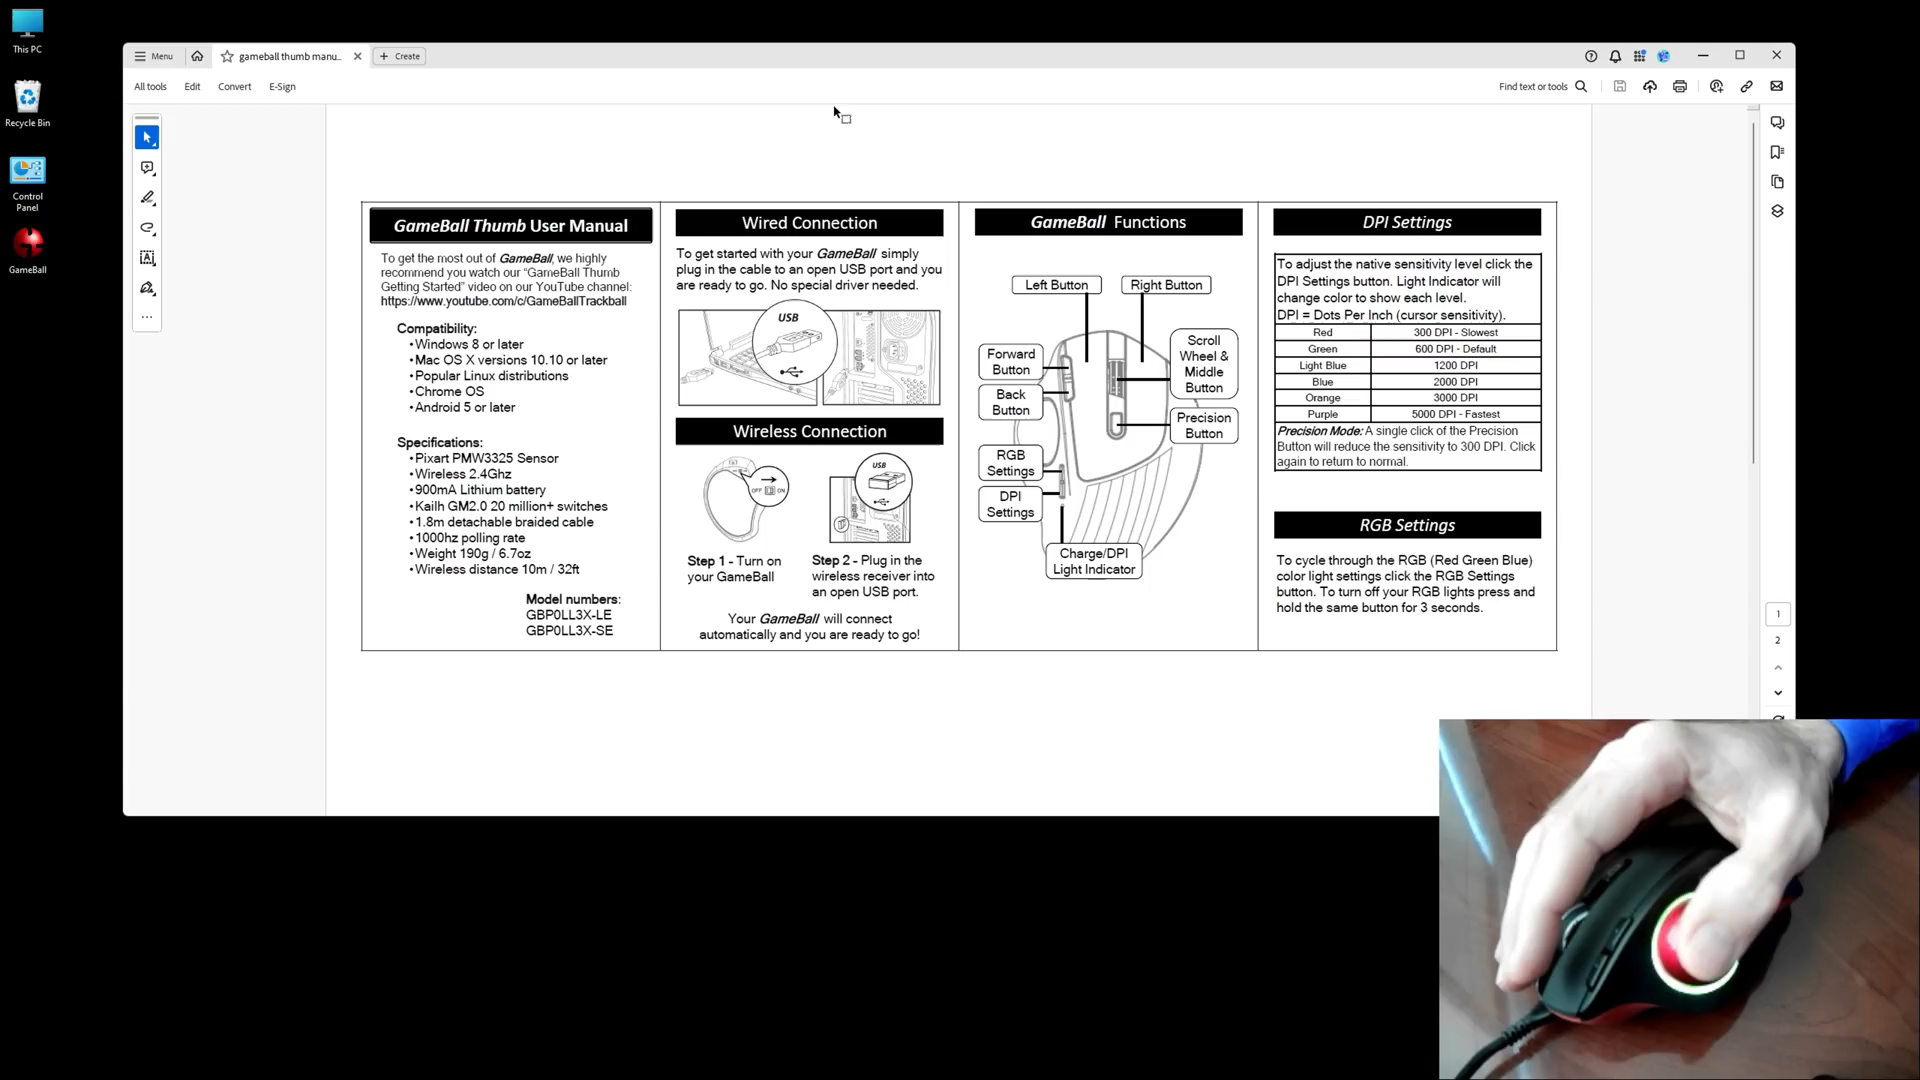 This PC
Recycle Bin
Control
Panel
GameBall
Menu
gameball thumb manu...
Create
All tools
Edit
Convert
E-Sign
Find text or tools
GameBall Thumb User Manual
To get the most out of GameBall, we highly
recommend you watch our “GameBall Thumb
Getting Started” video on our YouTube channel:
https://www.youtube.com/c/GameBallTrackball
Compatibility:
•Windows 8 or later
•Mac OS X versions 10.10 or later
•Popular Linux distributions
•Chrome OS
•Android 5 or later
Specifications:
•Pixart PMW3325 Sensor
•Wireless 2.4Ghz
•900mA Lithium battery
•Kailh GM2.0 20 million+ switches
•1.8m detachable braided cable
•1000hz polling rate
•Weight 190g / 6.7oz
•Wireless distance 10m / 32ft
Model numbers:
GBP0LL3X-LE
GBP0LL3X-SE
Wired Connection
To get started with your GameBall simply
plug in the cable to an open USB port and you
are ready to go. No special driver needed.
USB
Wireless Connection
OFF ON
USB
Step 1 - Turn on
your GameBall
Step 2 - Plug in the
wireless receiver into
an open USB port.
Your GameBall will connect
automatically and you are ready to go!
GameBall Functions
Left Button
Right Button
Forward
Button
Back
Button
Scroll
Wheel &
Middle
Button
Precision
Button
RGB
Settings
DPI
Settings
Charge/DPI
Light Indicator
DPI Settings
To adjust the native sensitivity level click the
DPI Settings button. Light Indicator will
change color to show each level.
DPI = Dots Per Inch (cursor sensitivity).
Red 300 DPI - Slowest
Green 600 DPI - Default
Light Blue 1200 DPI
Blue 2000 DPI
Orange 3000 DPI
Purple 5000 DPI - Fastest
Precision Mode: A single click of the Precision
Button will reduce the sensitivity to 300 DPI. Click
again to return to normal.
RGB Settings
To cycle through the RGB (Red Green Blue)
color light settings click the RGB Settings
button. To turn off your RGB lights press and
hold the same button for 3 seconds.
1
2